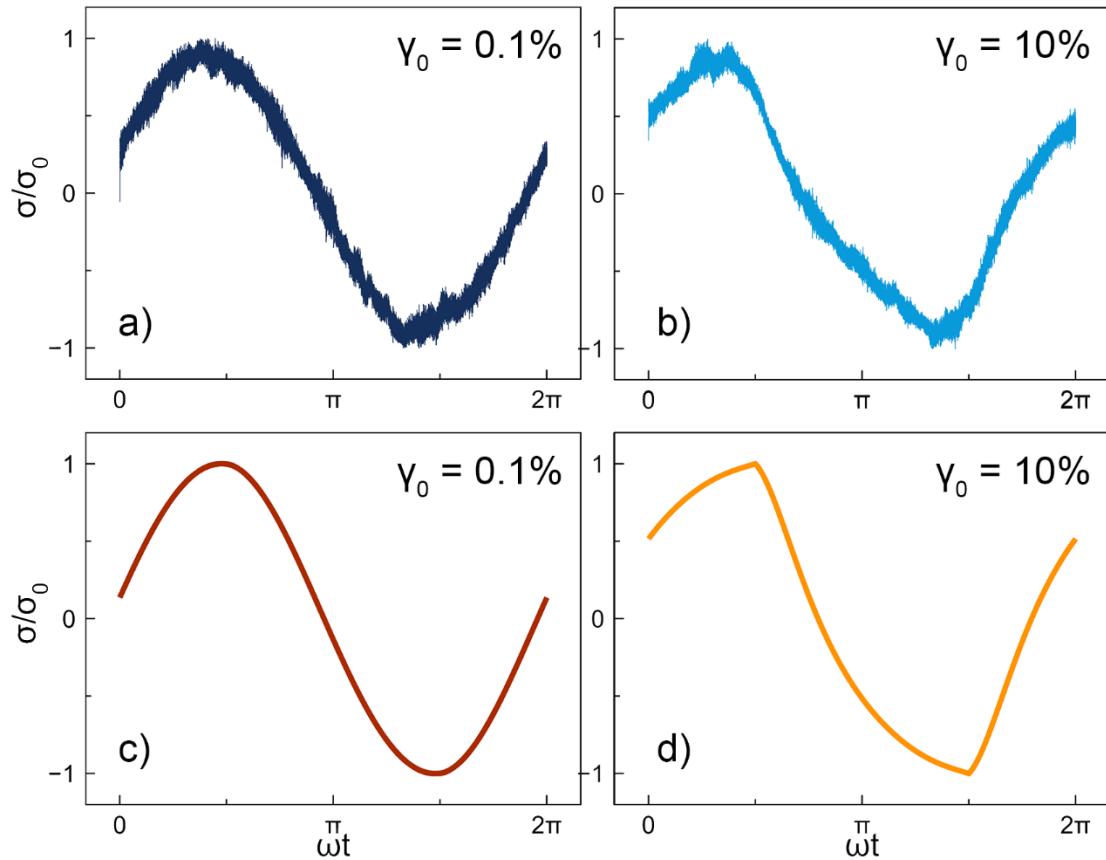 γ₀ = 0.1%
γ₀ = 10%
1
0
−1
σ/σ₀
a)
0
π
2π
1
0
−1
b)
0
π
2π
γ₀ = 0.1%
γ₀ = 10%
1
0
−1
σ/σ₀
c)
0
π
2π
ωt
1
0
−1
d)
0
π
2π
ωt